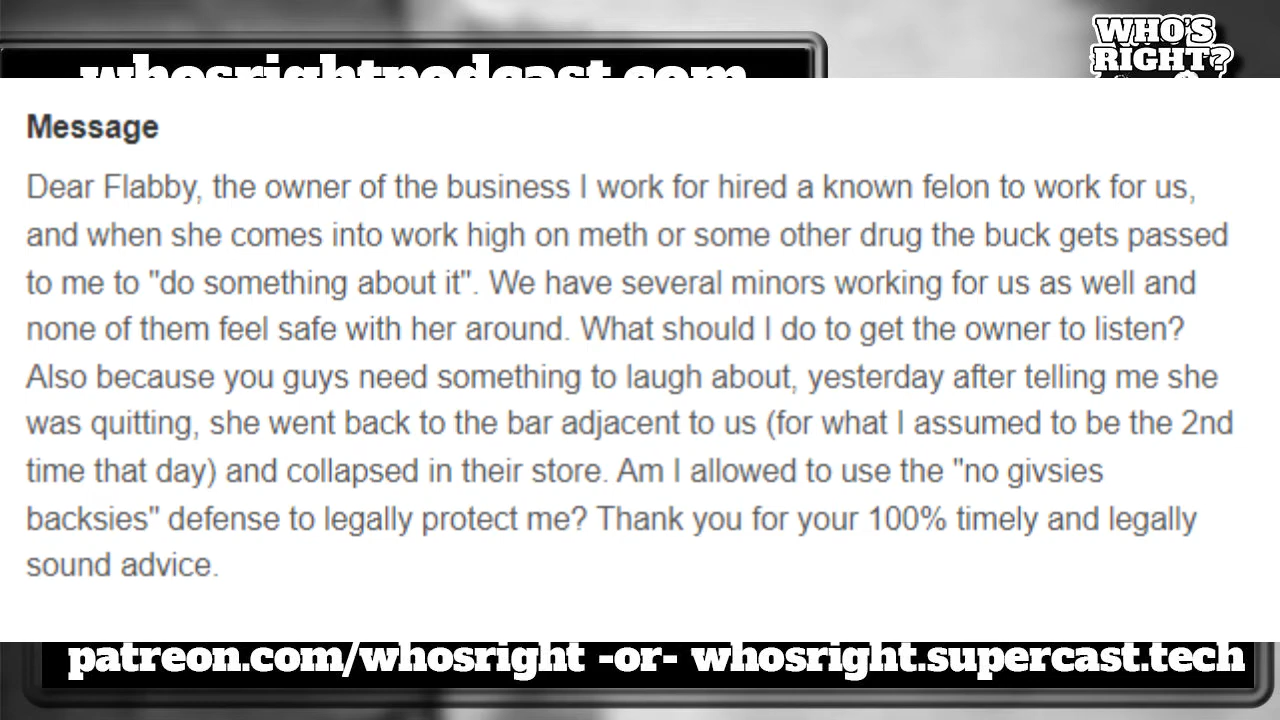 WHO'S
RIGHT?
whosrightpodcast.com
Message
Dear Flabby, the owner of the business I work for hired a known felon to work for us,
and when she comes into work high on meth or some other drug the buck gets passed
to me to "do something about it". We have several minors working for us as well and
none of them feel safe with her around. What should I do to get the owner to listen?
Also because you guys need something to laugh about, yesterday after telling me she
was quitting, she went back to the bar adjacent to us (for what I assumed to be the 2nd
time that day) and collapsed in their store. Am I allowed to use the "no givsies
backsies" defense to legally protect me? Thank you for your 100% timely and legally
sound advice.
patreon.com/whosright -or- whosright.supercast.tech